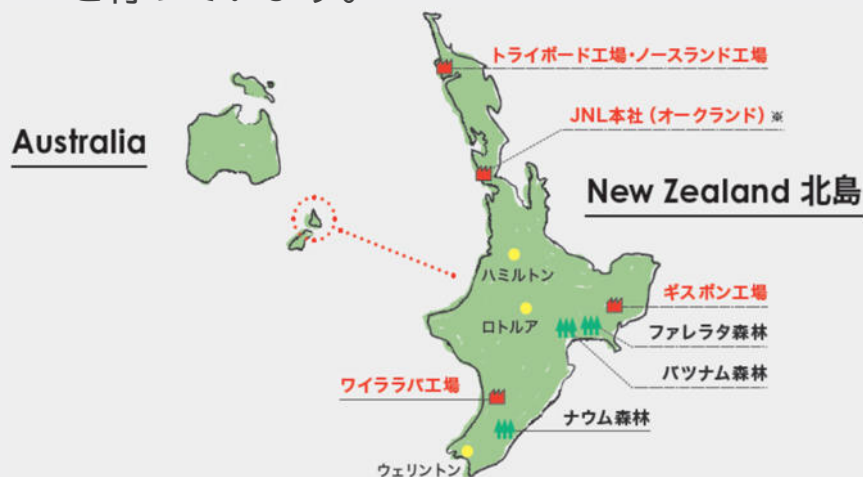 トライボード工場・ノースランド工場
JNL本社（オークランド）※
Australia
New Zealand 北島
ハミルトン
ギスボン工場
ロトルア
ファレラタ森林
パツナム森林
ワイララパ工場
ナウム森林
ウェリントン